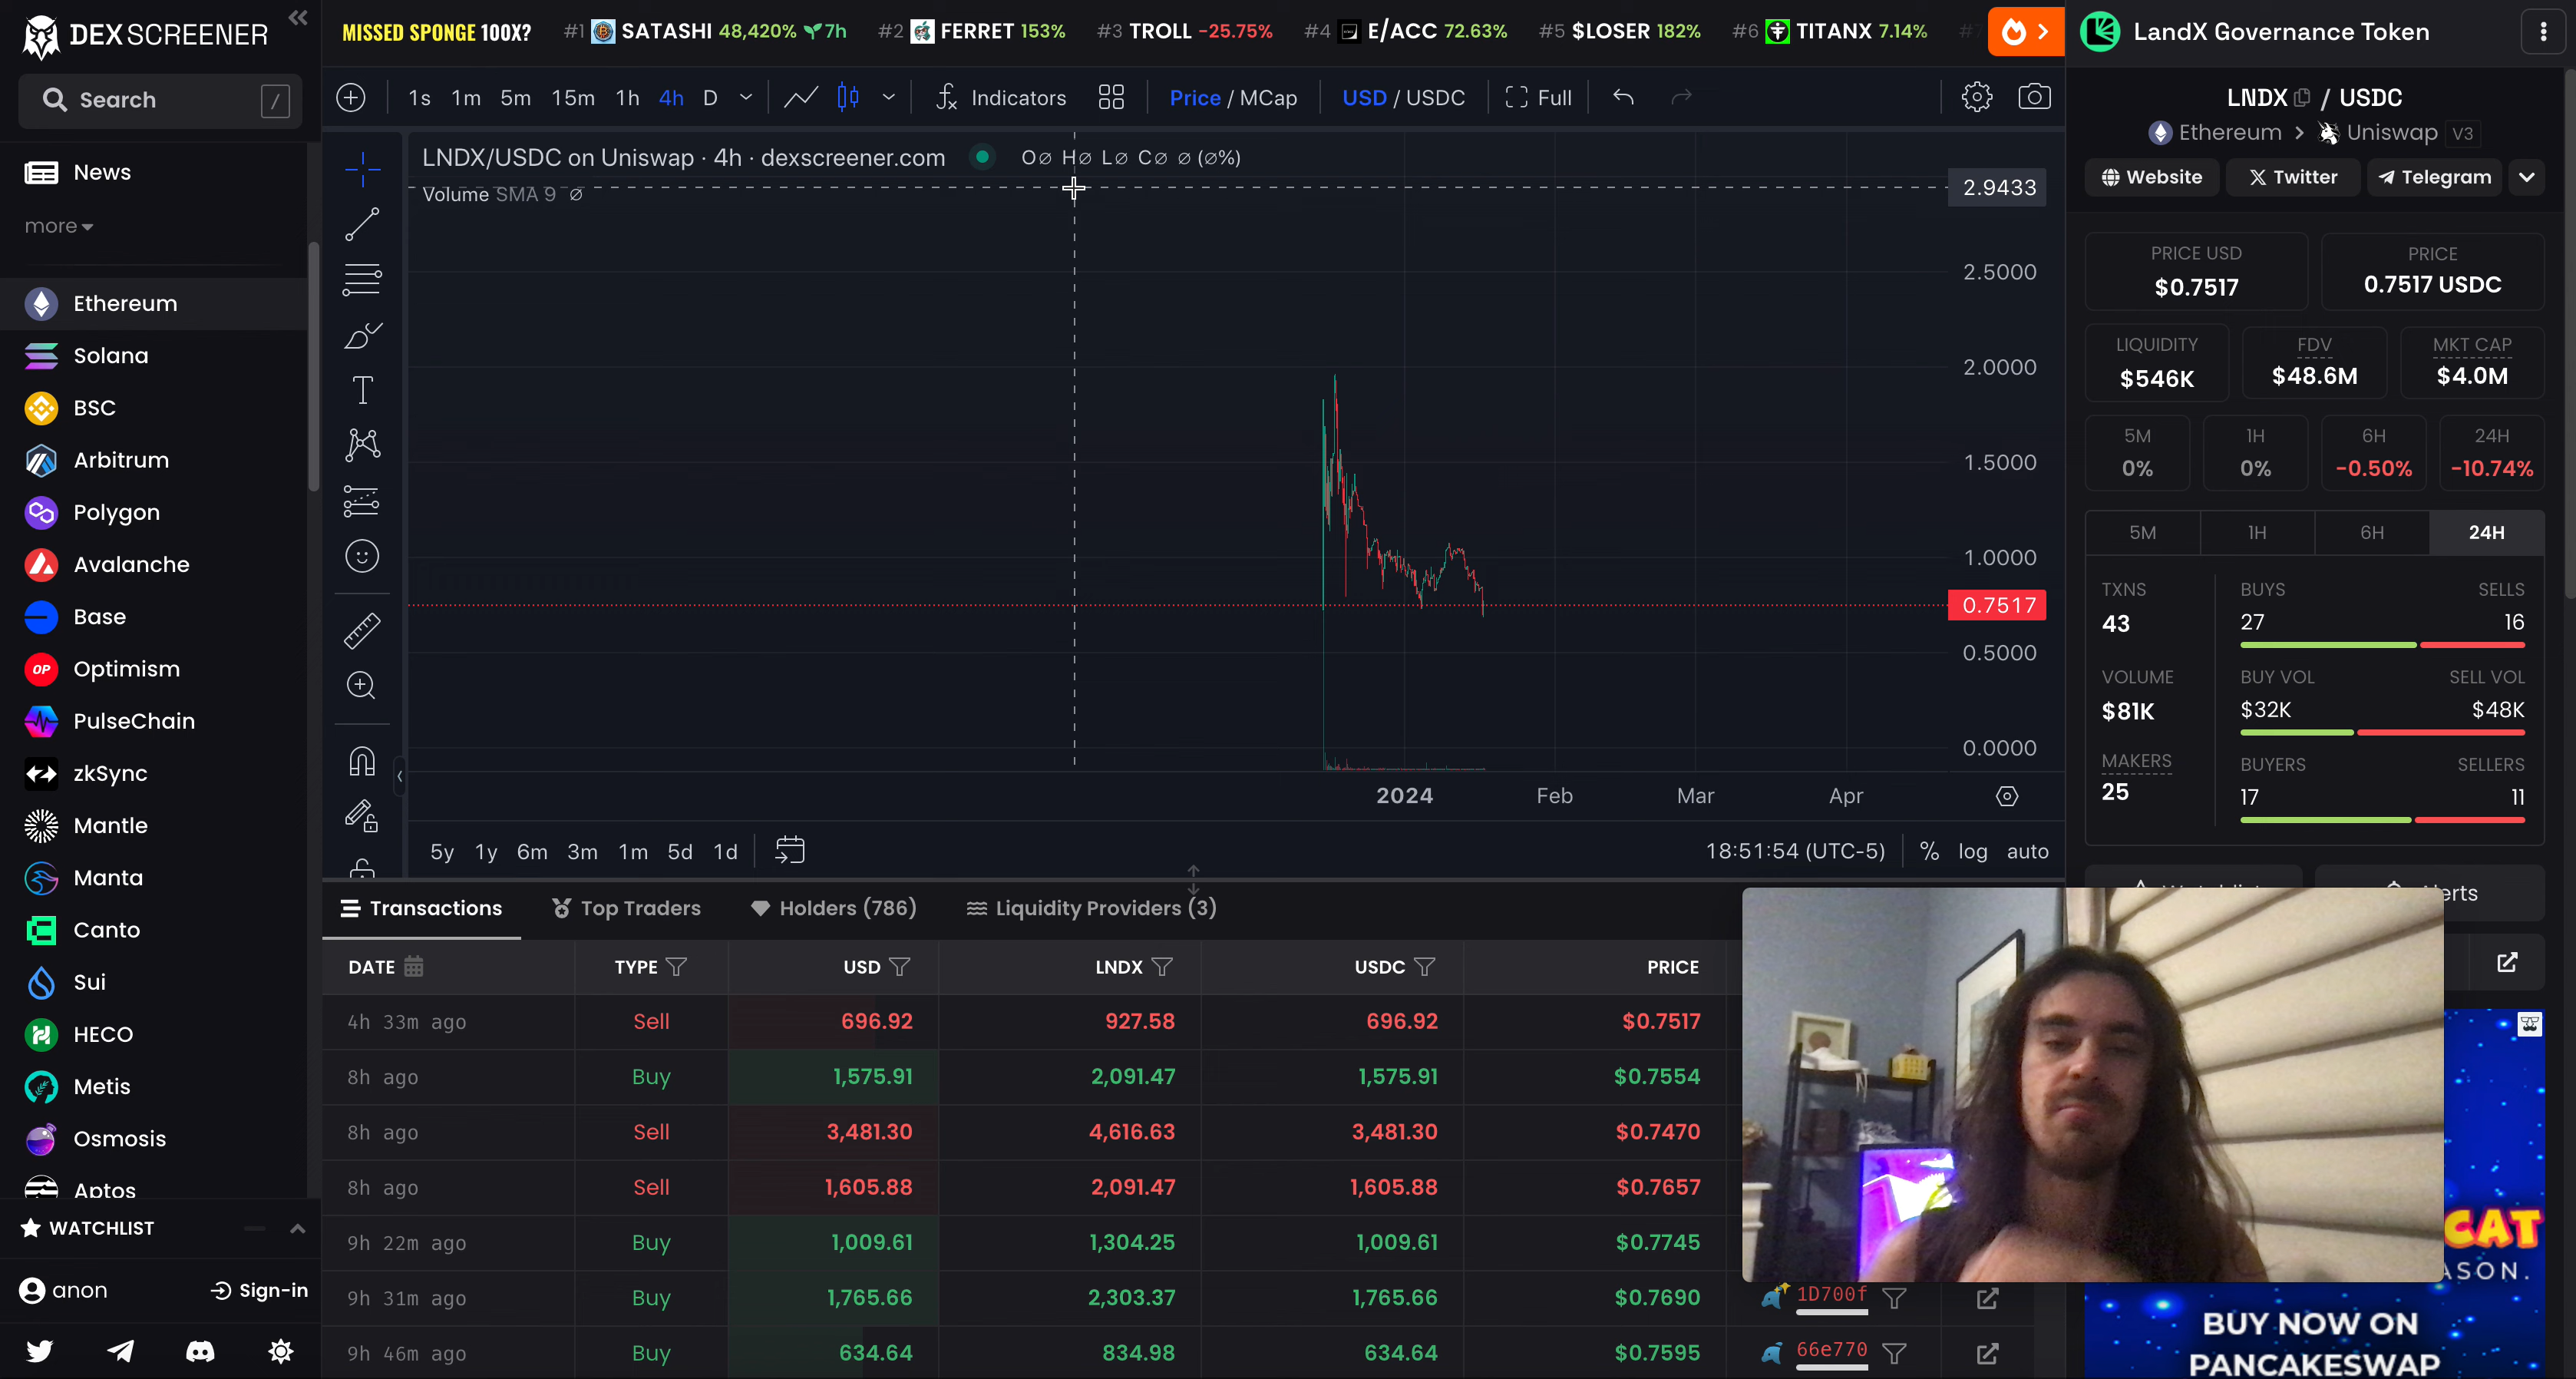 DEX SCREENER
Search /
News
more
Ethereum
Solana
BSC
Arbitrum
Polygon
Avalanche
Base
Optimism
PulseChain
zkSync
Mantle
Manta
Canto
Sui
HECO
Metis
Osmosis
Aptos
WATCHLIST
anon Sign-in
MISSED SPONGE 100X? #1 SATASHI 48,420% 7h #2 FERRET 153% #3 TROLL -25.75% #4 E/ACC 72.63% #5 $LOSER 182% #6 TITANX 7.14%
1s 1m 5m 15m 1h 4h D Indicators Price / MCap USD / USDC Full
LNDX/USDC on Uniswap · 4h · dexscreener.com O∅ H∅ L∅ C∅ ∅ (∅%)
Volume SMA 9 ∅
2.9433
2.5000
2.0000
1.5000
1.0000
0.7517
0.5000
0.0000
2024 Feb Mar Apr
5y 1y 6m 3m 1m 5d 1d 18:51:54 (UTC-5) % log auto
Transactions Top Traders Holders (786) Liquidity Providers (3)
DATE TYPE USD LNDX USDC PRICE
4h 33m ago Sell 696.92 927.58 696.92 $0.7517
8h ago Buy 1,575.91 2,091.47 1,575.91 $0.7554
8h ago Sell 3,481.30 4,616.63 3,481.30 $0.7470
8h ago Sell 1,605.88 2,091.47 1,605.88 $0.7657
9h 22m ago Buy 1,009.61 1,304.25 1,009.61 $0.7745
9h 31m ago Buy 1,765.66 2,303.37 1,765.66 $0.7690 1D700f
9h 46m ago Buy 634.64 834.98 634.64 $0.7595 66e770
LandX Governance Token
LNDX / USDC
Ethereum > Uniswap V3
Website Twitter Telegram
PRICE USD PRICE
$0.7517 0.7517 USDC
LIQUIDITY FDV MKT CAP
$546K $48.6M $4.0M
5M 1H 6H 24H
0% 0% -0.50% -10.74%
5M 1H 6H 24H
TXNS BUYS SELLS
43 27 16
VOLUME BUY VOL SELL VOL
$81K $32K $48K
MAKERS BUYERS SELLERS
25 17 11
erts
CAT
ASON.
BUY NOW ON
PANCAKESWAP